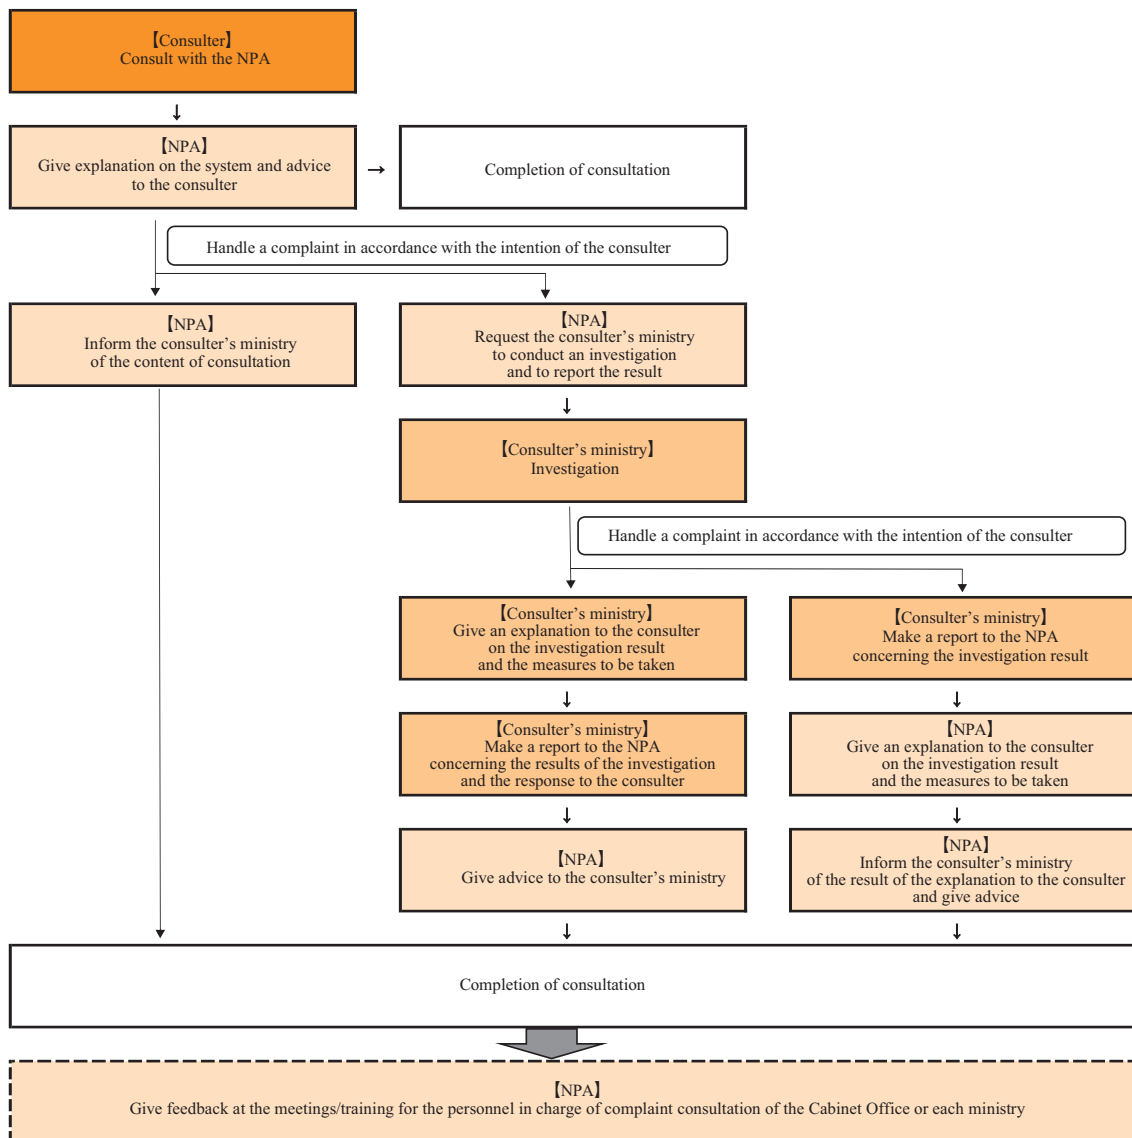 【Consulter】
Consult with the NPA
↓
【NPA】
Give explanation on the system and advice
to the consulter
→
Completion of consultation
Handle a complaint in accordance with the intention of the consulter
【NPA】
Inform the consulter’s ministry
of the content of consultation
【NPA】
Request the consulter’s ministry
to conduct an investigation
and to report the result
↓
【Consulter’s ministry】
Investigation
Handle a complaint in accordance with the intention of the consulter
【Consulter’s ministry】
Give an explanation to the consulter
on the investigation result
and the measures to be taken
【Consulter’s ministry】
Make a report to the NPA
concerning the investigation result
↓
↓
【Consulter’s ministry】
Make a report to the NPA
concerning the results of the investigation
and the response to the consulter
【NPA】
Give an explanation to the consulter
on the investigation result
and the measures to be taken
↓
↓
【NPA】
Give advice to the consulter’s ministry
【NPA】
Inform the consulter’s ministry
of the result of the explanation to the consulter
and give advice
↓
↓
Completion of consultation
【NPA】
Give feedback at the meetings/training for the personnel in charge of complaint consultation of the Cabinet Office or each ministry